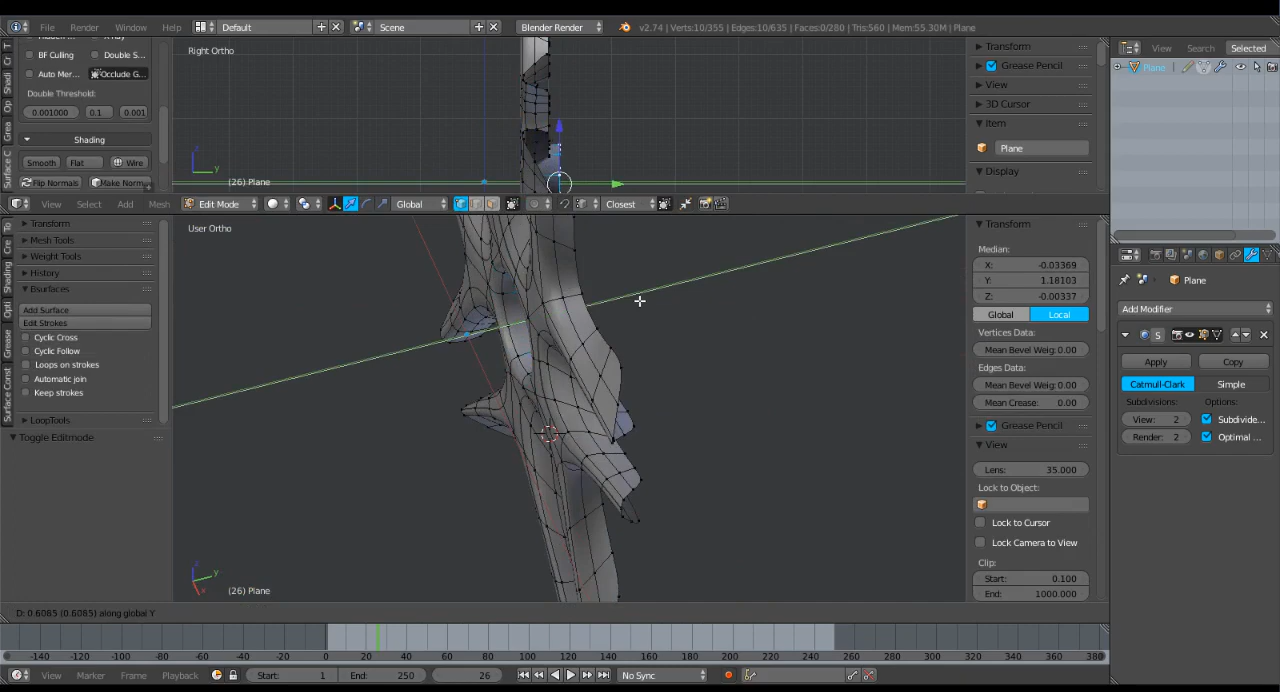 File Render Window Help Default Scene Blender Render v2.74 | Verts:10/355 | Edges:10/635 | Faces:0/280 | Tris:560 | Mem:55.30M | Plane
BF Culling Double S...
Auto Mer... Occlude G...
Double Threshold:
0.001000 0.1 0.001
Shading
Smooth Flat Wire
Flip Normals Make Norm
Right Ortho
(26) Plane
Transform
Grease Pencil
View
3D Cursor
Item
Plane
Display
View Search Selected
Plane
View Select Add Mesh Edit Mode Global Closest
Transform
Mesh Tools
Weight Tools
History
Bsurfaces
Add Surface
Edit Strokes
Cyclic Cross
Cyclic Follow
Loops on strokes
Automatic join
Keep strokes
LoopTools
Toggle Editmode
User Ortho
(26) Plane
Transform
Median:
X: -0.03369
Y: 1.18103
Z: -0.00337
Global Local
Vertices Data:
Mean Bevel Weig: 0.00
Edges Data:
Mean Bevel Weig: 0.00
Mean Crease: 0.00
Grease Pencil
View
Lens: 35.000
Lock to Object:
Lock to Cursor
Lock Camera to View
Clip:
Start: 0.100
End: 1000.000
Plane
Add Modifier
S
Apply Copy
Catmull-Clark Simple
Subdivisions: Options:
View: 2 Subdivide...
Render: 2 Optimal ...
D: 0.6085 (0.6085) along global Y
-140 -120 -100 -80 -60 -40 -20 0 20 40 60 80 100 120 140 160 180 200 220 240 260 280 300 320 340 360 380
View Marker Frame Playback Start: 1 End: 250 26 No Sync